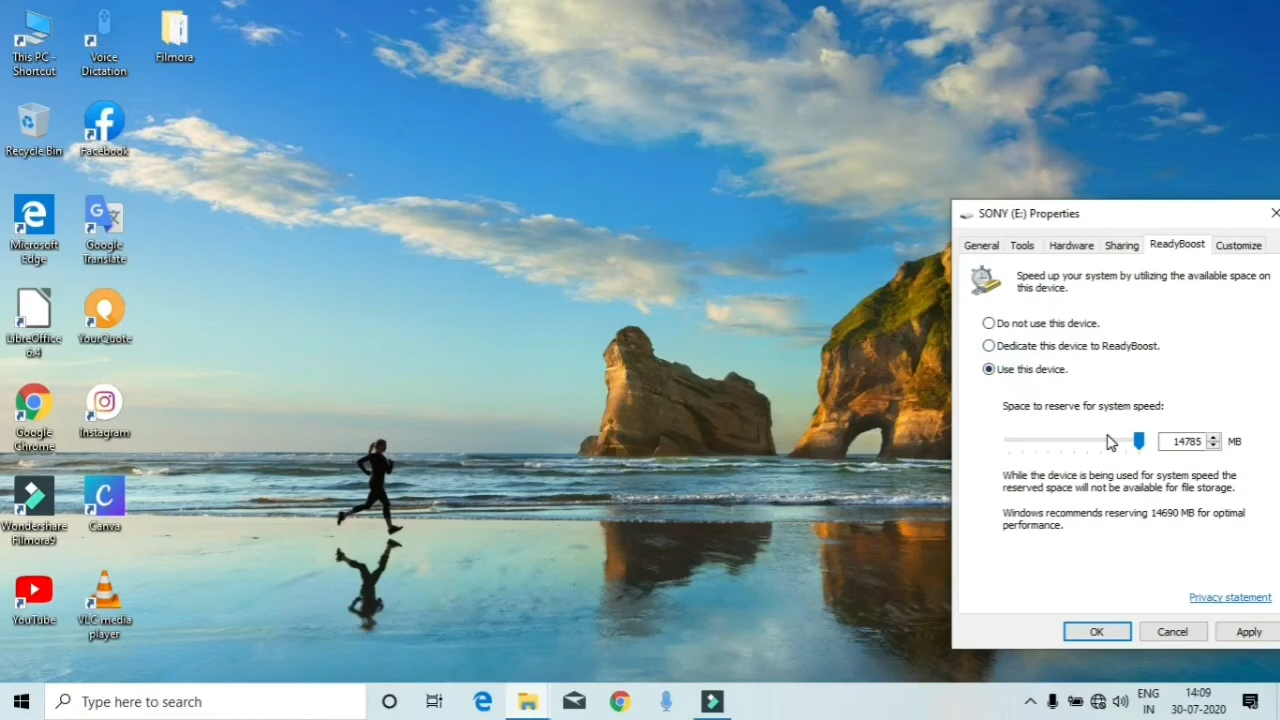 This PC -
Shortcut
Voice
Dictation
Filmora
Recycle Bin
Facebook
Microsoft
Edge
Google
Translate
LibreOffice
6.4
YourQuote
Google
Chrome
Instagram
Wondershare
Filmora9
Canva
YouTube
VLC media
player
SONY (E:) Properties
General Tools Hardware Sharing ReadyBoost Customize
Speed up your system by utilizing the available space on
this device.
Do not use this device.
Dedicate this device to ReadyBoost.
Use this device.
Space to reserve for system speed:
14785 MB
While the device is being used for system speed the
reserved space will not be available for file storage.
Windows recommends reserving 14690 MB for optimal
performance.
Privacy statement
OK Cancel Apply
Type here to search
ENG
IN
14:09
30-07-2020